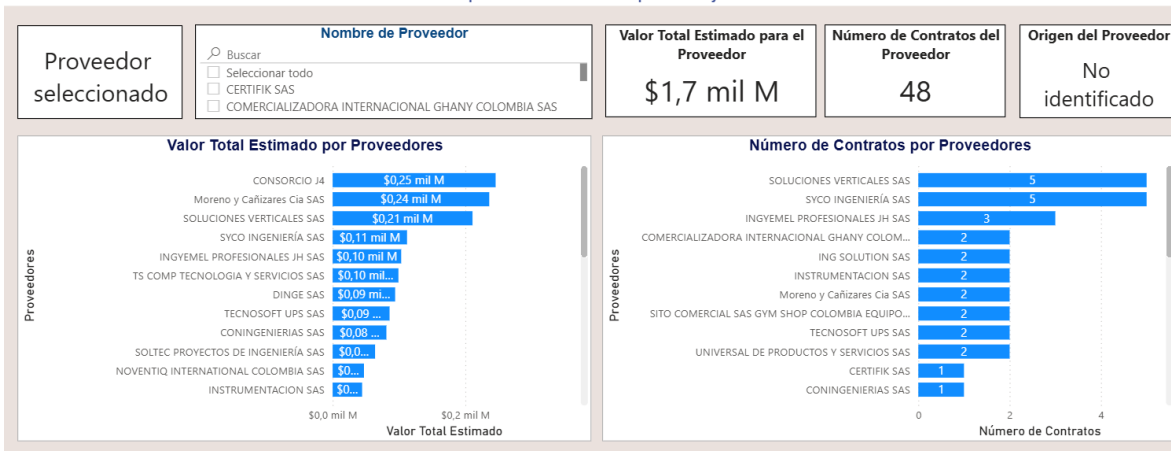 Proveedor
seleccionado
Nombre de Proveedor
Buscar
Seleccionar todo
CERTIFIK SAS
COMERCIALIZADORA INTERNACIONAL GHANY COLOMBIA SAS
Valor Total Estimado para el
Proveedor
$1,7 mil M
Número de Contratos del
Proveedor
48
Origen del Proveedor
No
identificado
Valor Total Estimado por Proveedores
Proveedores
CONSORCIO J4 $0,25 mil M
Moreno y Cañizares Cia SAS $0,24 mil M
SOLUCIONES VERTICALES SAS $0,21 mil M
SYCO INGENIERÍA SAS $0,11 mil M
INGYEMEL PROFESIONALES JH SAS $0,10 mil M
TS COMP TECNOLOGIA Y SERVICIOS SAS $0,10 mil...
DINGE SAS $0,09 mi...
TECNOSOFT UPS SAS $0,09 ...
CONINGENIERIAS SAS $0,08 ...
SOLTEC PROYECTOS DE INGENIERÍA SAS $0,0...
NOVENTIQ INTERNATIONAL COLOMBIA SAS $0...
INSTRUMENTACION SAS $0...
$0,0 mil M $0,2 mil M
Valor Total Estimado
Número de Contratos por Proveedores
Proveedores
SOLUCIONES VERTICALES SAS 5
SYCO INGENIERÍA SAS 5
INGYEMEL PROFESIONALES JH SAS 3
COMERCIALIZADORA INTERNACIONAL GHANY COLOM... 2
ING SOLUTION SAS 2
INSTRUMENTACION SAS 2
Moreno y Cañizares Cia SAS 2
SITO COMERCIAL SAS GYM SHOP COLOMBIA EQUIPO... 2
TECNOSOFT UPS SAS 2
UNIVERSAL DE PRODUCTOS Y SERVICIOS SAS 2
CERTIFIK SAS 1
CONINGENIERIAS SAS 1
0 2 4
Número de Contratos